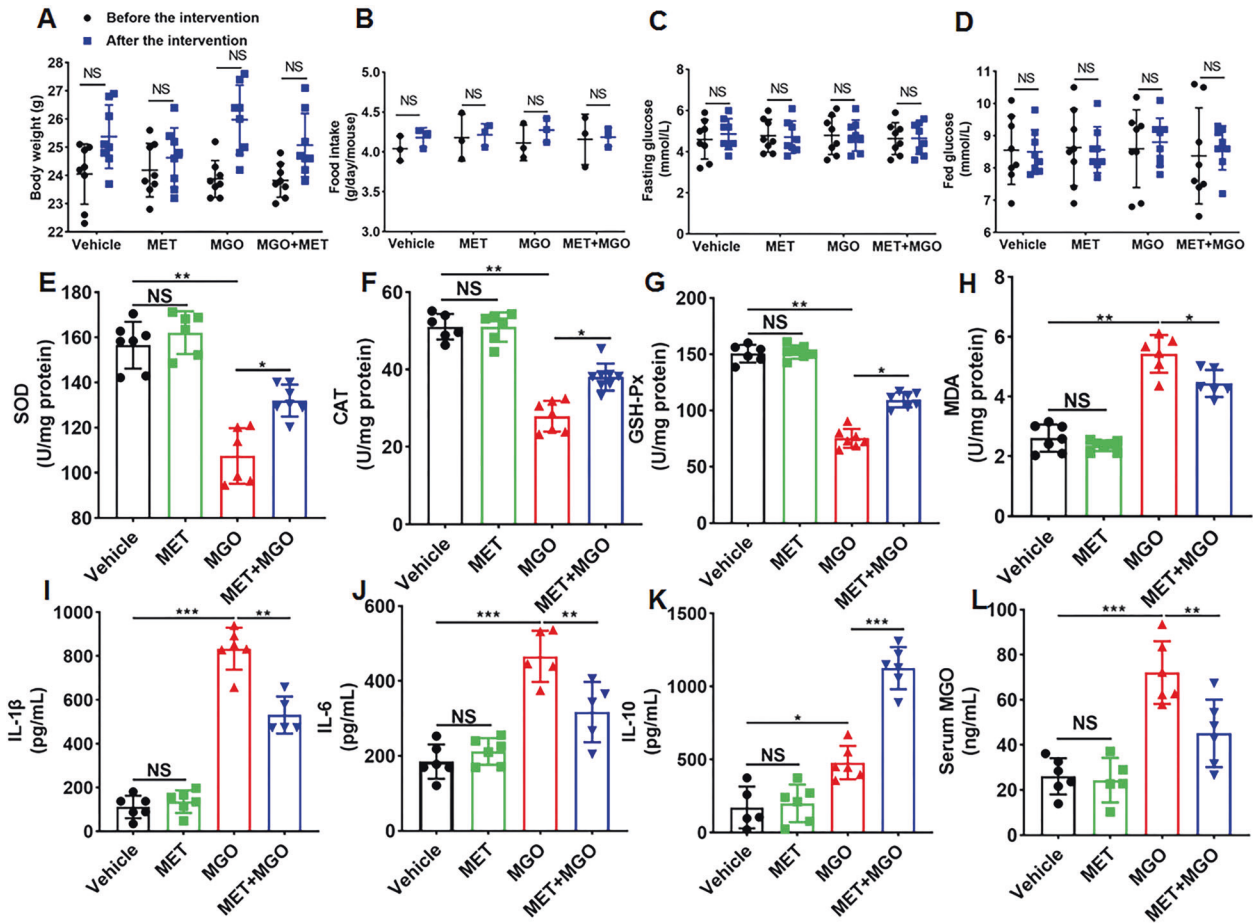 A
Before the intervention
After the intervention
Body weight (g)
28
27
26
25
24
23
22
NS
NS
NS
NS
Vehicle
MET
MGO
MGO+MET
B
Food intake
(g/day/mouse)
5.0
4.5
4.0
3.5
3.0
NS
NS
NS
NS
Vehicle
MET
MGO
MET+MGO
C
Fasting glucose
(mmol/L)
8
6
4
2
0
NS
NS
NS
NS
Vehicle
MET
MGO
MET+MGO
D
Fed glucose
(mmol/L)
11
10
9
8
7
6
NS
NS
NS
NS
Vehicle
MET
MGO
MET+MGO
E
SOD
(U/mg protein)
180
160
140
120
100
80
**
NS
*
Vehicle
MET
MGO
MET+MGO
F
CAT
(U/mg protein)
60
40
20
0
**
NS
*
Vehicle
MET
MGO
MET+MGO
G
GSH-Px
(U/mg protein)
200
150
100
50
0
**
NS
*
Vehicle
MET
MGO
MET+MGO
H
MDA
(U/mg protein)
8
6
4
2
0
**
*
NS
Vehicle
MET
MGO
MET+MGO
I
IL-1β
(pg/mL)
1000
800
600
400
200
0
***
**
NS
Vehicle
MET
MGO
MET+MGO
J
IL-6
(pg/mL)
600
400
200
0
***
**
NS
Vehicle
MET
MGO
MET+MGO
K
IL-10
(pg/mL)
1500
1000
500
0
***
*
NS
Vehicle
MET
MGO
MET+MGO
L
Serum MGO
(ng/mL)
100
80
60
40
20
0
***
**
NS
Vehicle
MET
MGO
MET+MGO